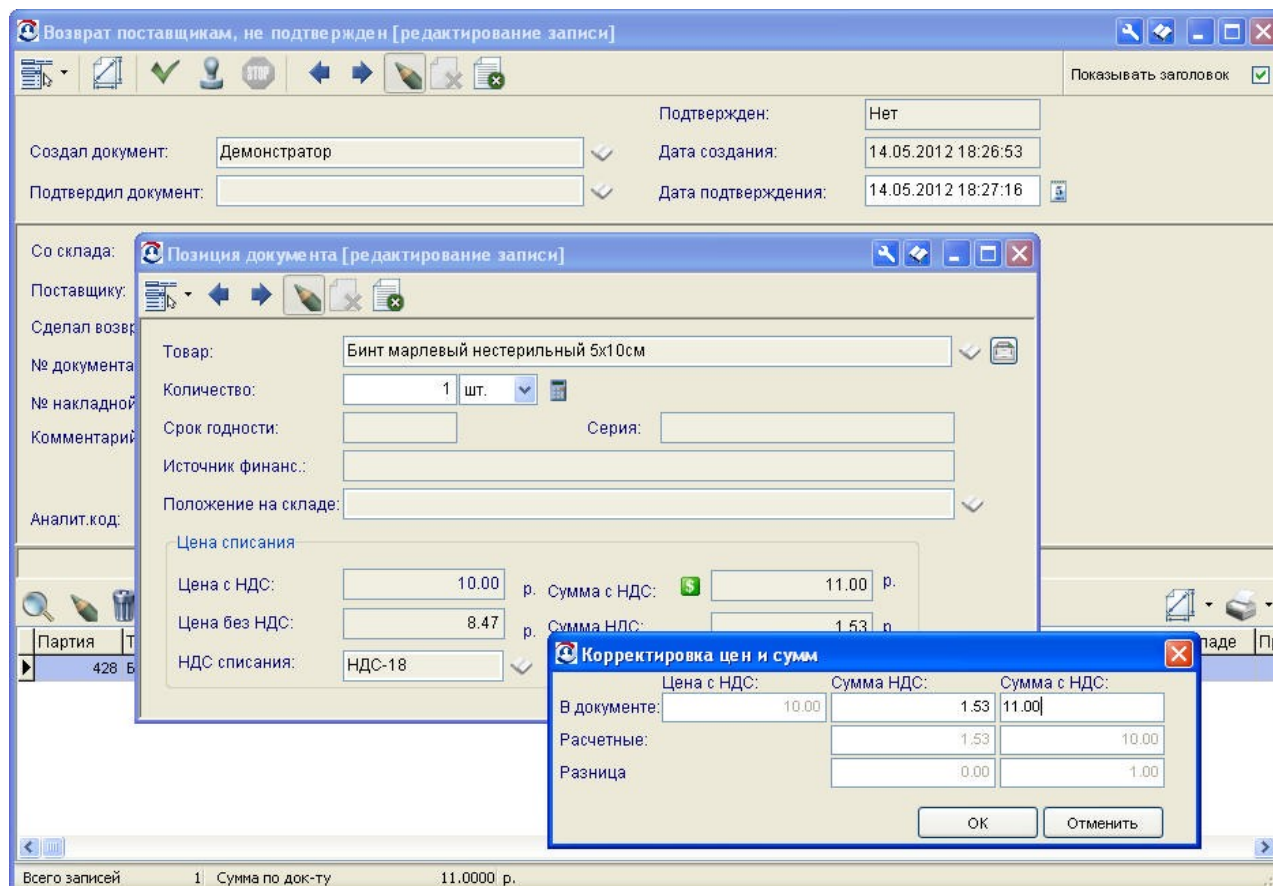 Возврат поставщикам, не подтвержден [редактирование записи]
STOP
Показывать заголовок
Подтвержден: Нет
Создал документ: Демонстратор Дата создания: 14.05.2012 18:26:53
Подтвердил документ: Дата подтверждения: 14.05.2012 18:27:16
Со склада:
Позиция документа [редактирование записи]
Поставщику:
Сделал возвр
Товар: Бинт марлевый нестерильный 5х10см
№ документа
Количество: 1 шт.
№ накладной
Срок годности: Серия:
Комментарий
Источник финанс.:
Положение на складе:
Аналит.код:
Цена списания
Цена с НДС: 10.00 р. Сумма с НДС: $ 11.00 р.
Цена без НДС: 8.47 р. Сумма НДС: 1.53 р
НДС списания: НДС-18
Партия Т
ладе Пр
428 Б
Корректировка цен и сумм
Цена с НДС: Сумма НДС: Сумма с НДС:
В документе: 10.00 1.53 11.00
Расчетные: 1.53 10.00
Разница 0.00 1.00
ОК Отменить
Всего записей 1 Сумма по док-ту 11.0000 р.